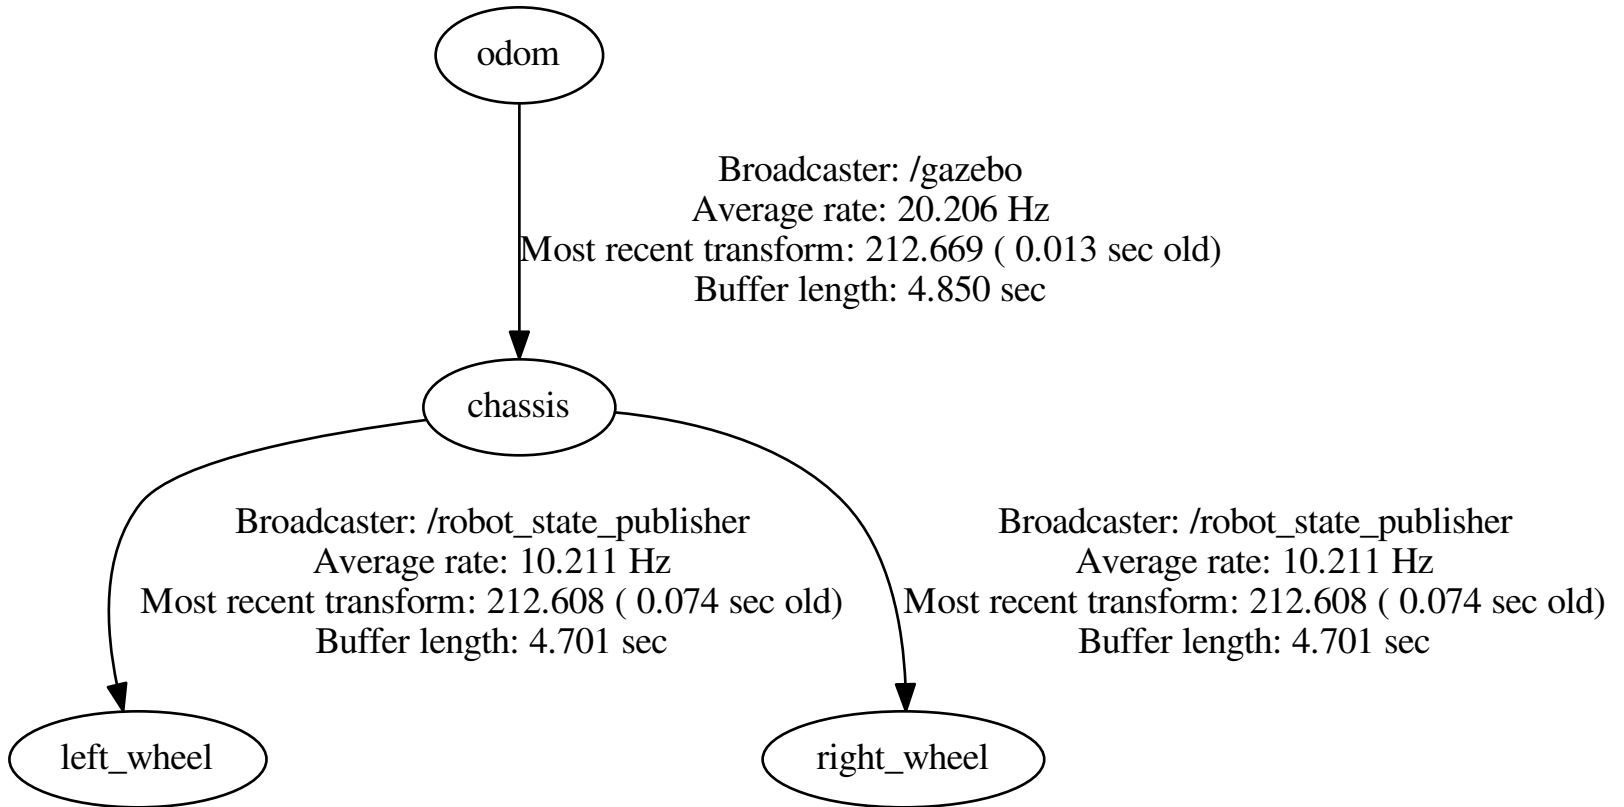 odom
Broadcaster: /gazebo
Average rate: 20.206 Hz
Most recent transform: 212.669 ( 0.013 sec old)
Buffer length: 4.850 sec
chassis
Broadcaster: /robot_state_publisher
Average rate: 10.211 Hz
Most recent transform: 212.608 ( 0.074 sec old)
Buffer length: 4.701 sec
Broadcaster: /robot_state_publisher
Average rate: 10.211 Hz
Most recent transform: 212.608 ( 0.074 sec old)
Buffer length: 4.701 sec
left_wheel
right_wheel